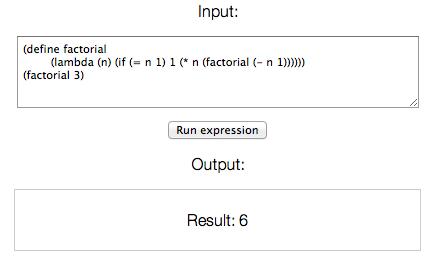 Input:
(define factorial
(lambda (n) (if (= n 1) 1 (* n (factorial (- n 1))))))
(factorial 3)
Run expression
Output:
Result: 6